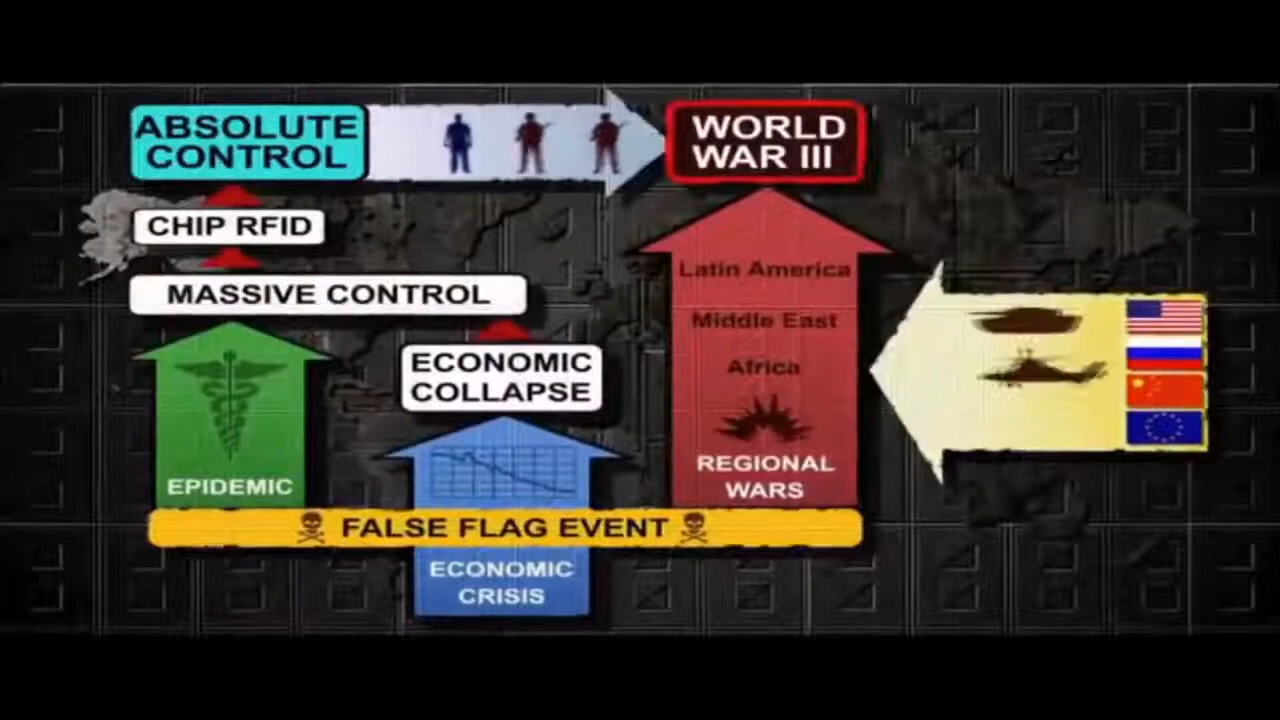 ABSOLUTE
CONTROL
WORLD
WAR III
CHIP RFID
MASSIVE CONTROL
Latin America
Middle East
Africa
ECONOMIC
COLLAPSE
REGIONAL
WARS
EPIDEMIC
FALSE FLAG EVENT
ECONOMIC
CRISIS